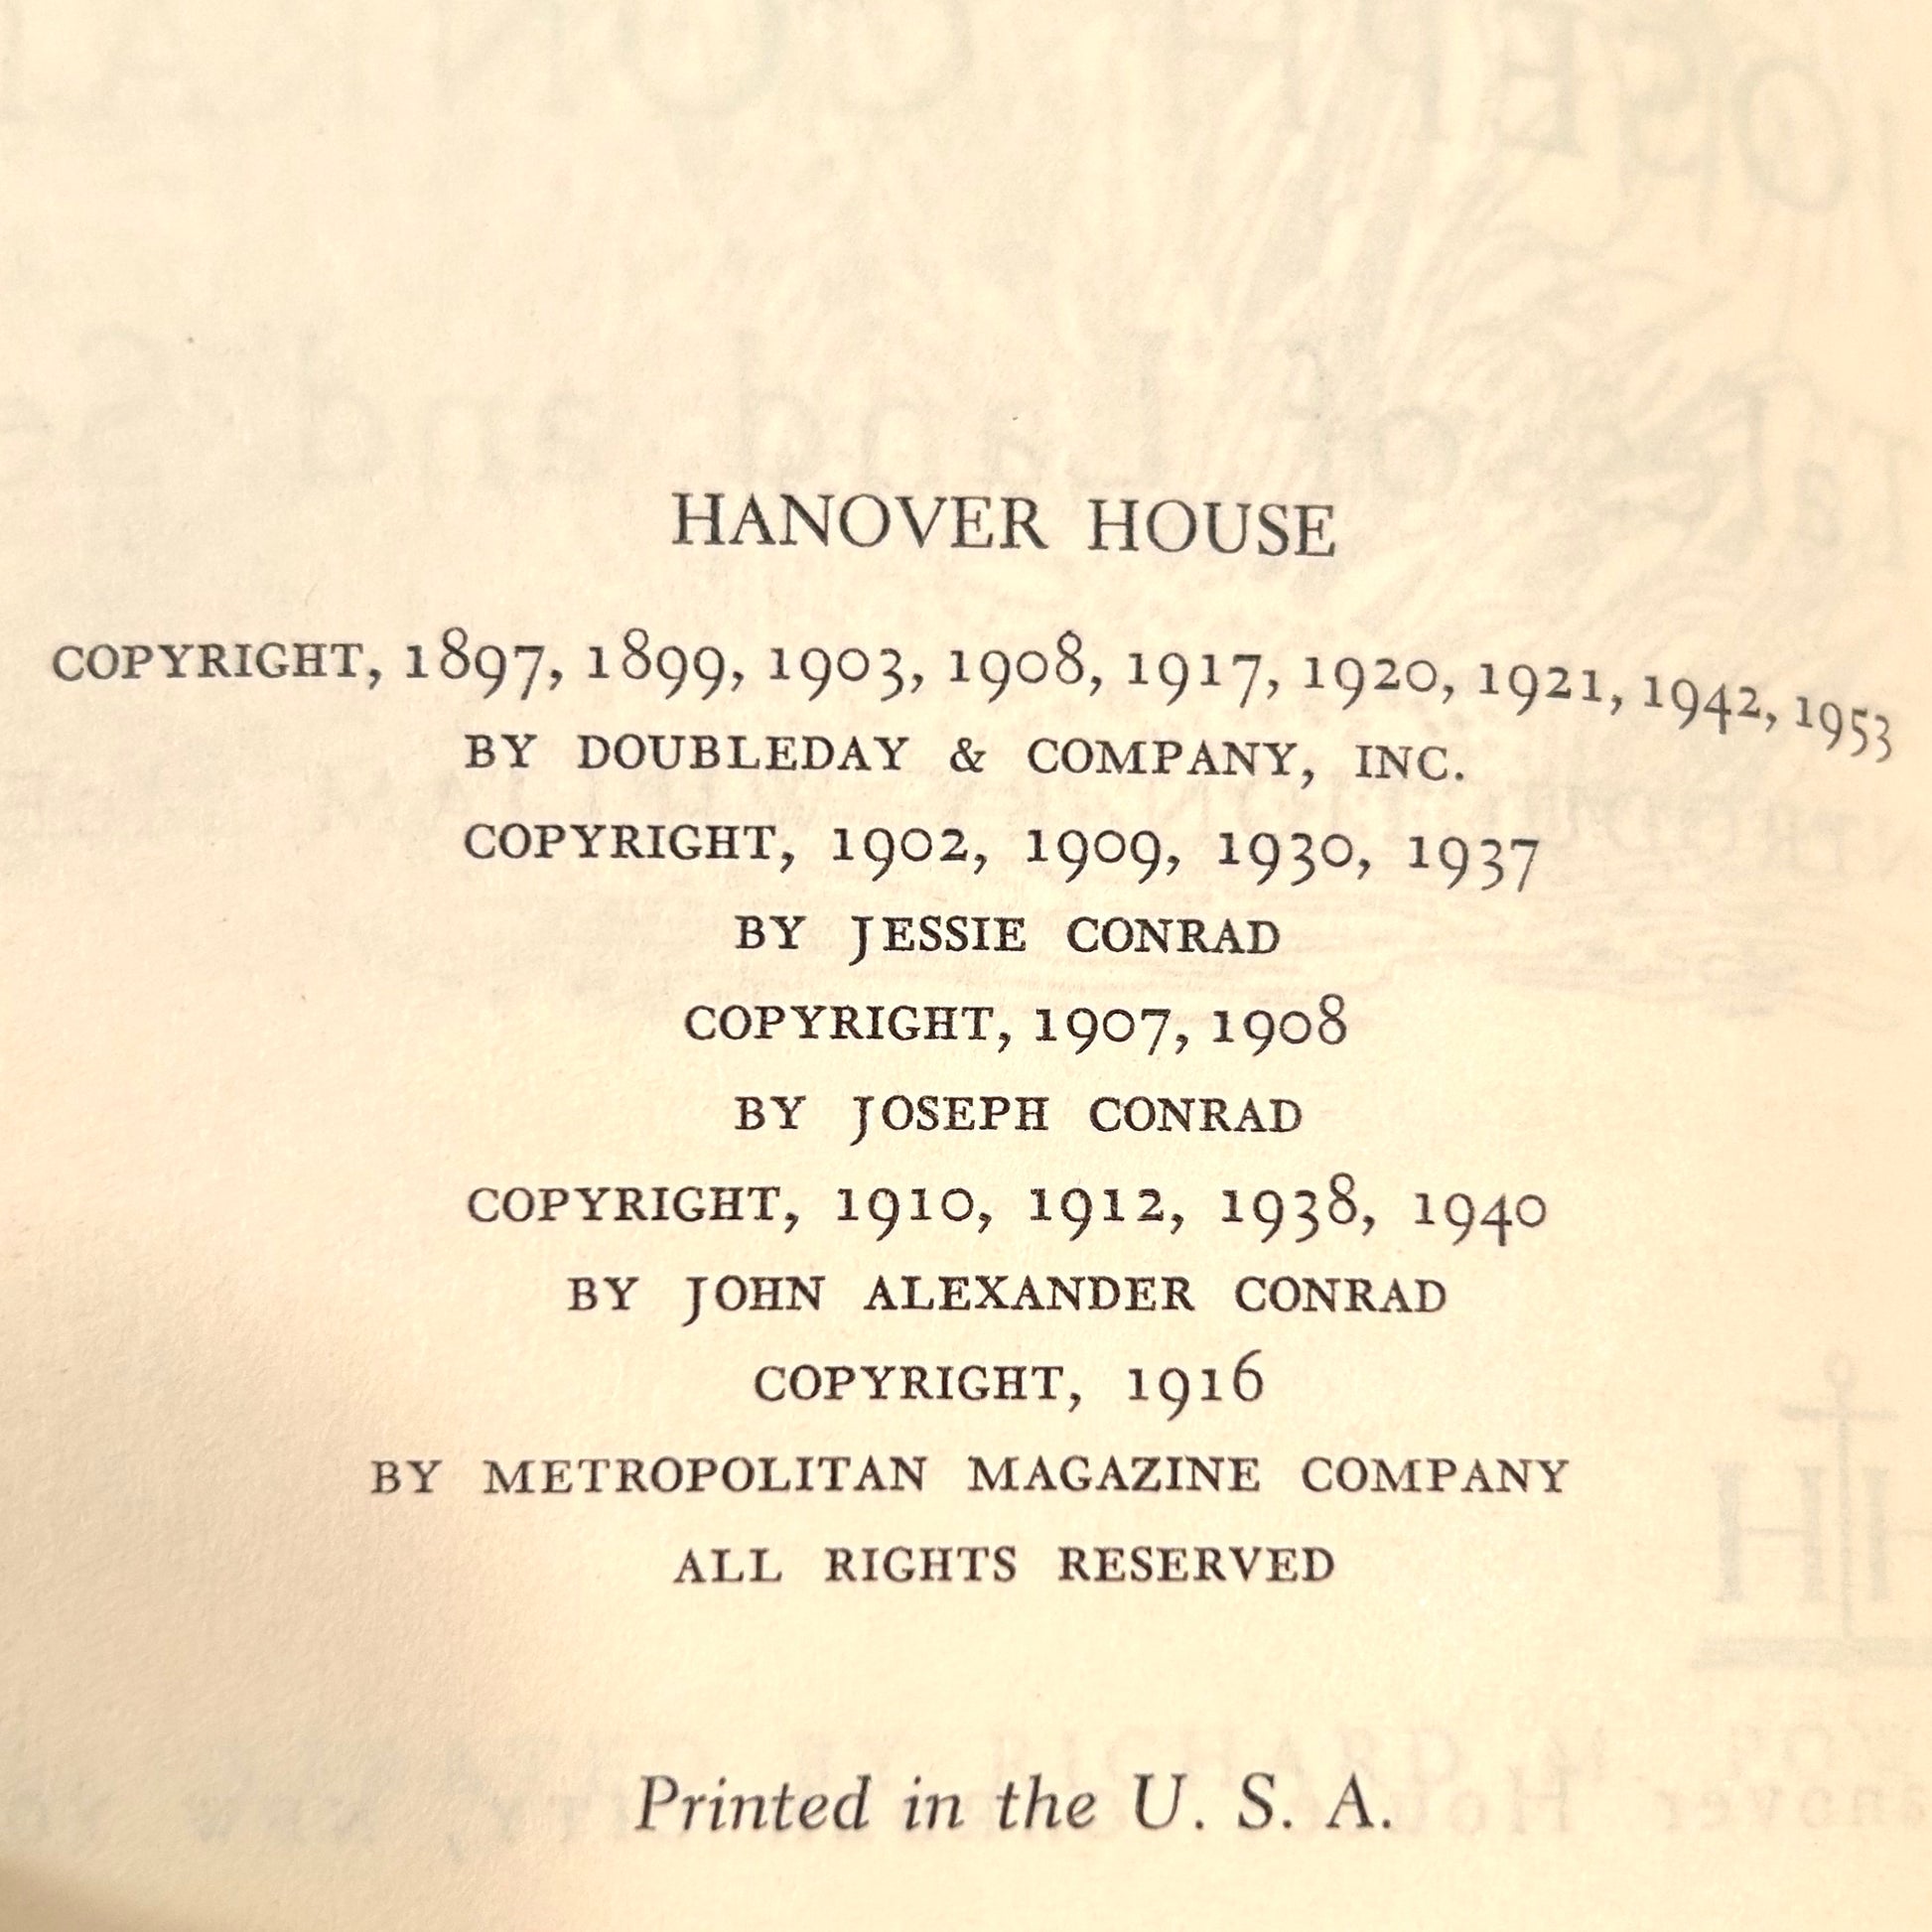 HANOVER HOUSE
COPYRIGHT, 1897, 1899, 1903, 1908, 1917, 1920, 1921, 1942, 1953
BY DOUBLEDAY & COMPANY, INC.
COPYRIGHT, 1902, 1909, 1930, 1937
BY JESSIE CONRAD
COPYRIGHT, 1907, 1908
BY JOSEPH CONRAD
COPYRIGHT, 1910, 1912, 1938, 1940
BY JOHN ALEXANDER CONRAD
COPYRIGHT, 1916
BY METROPOLITAN MAGAZINE COMPANY
ALL RIGHTS RESERVED
Printed in the U. S. A.